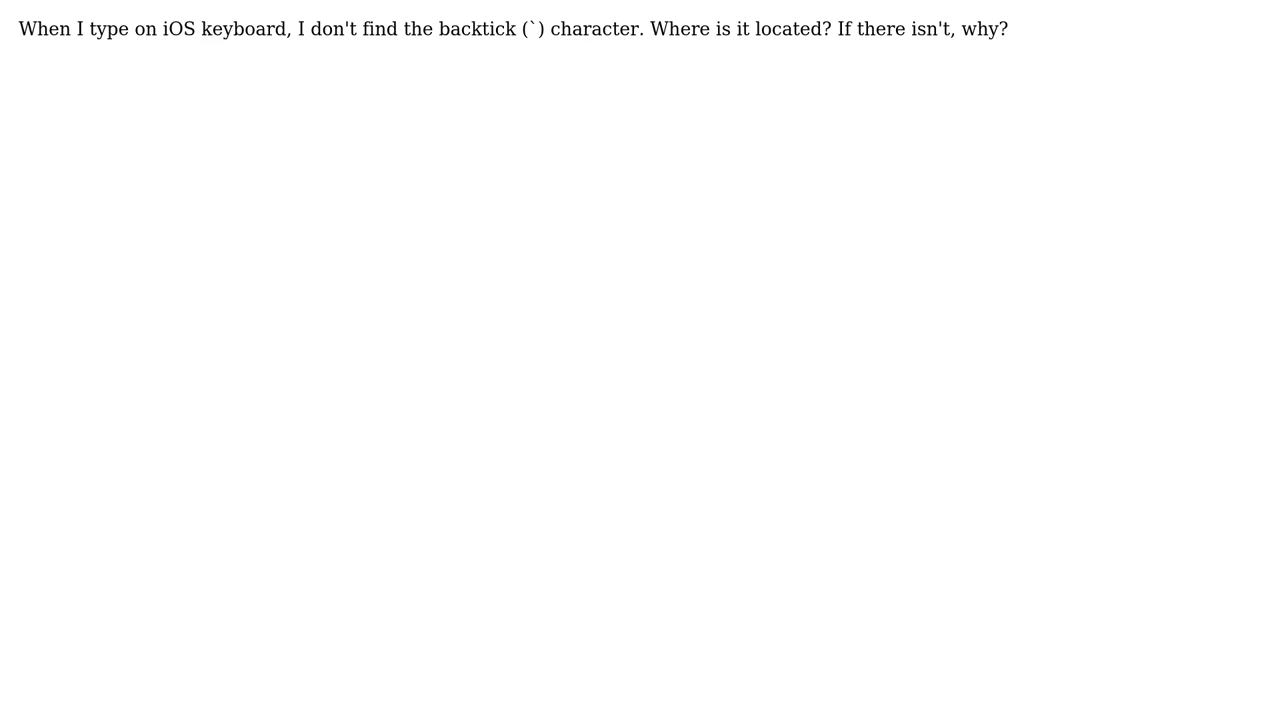 When I type on iOS keyboard, I don't find the backtick (`) character. Where is it located? If there isn't, why?